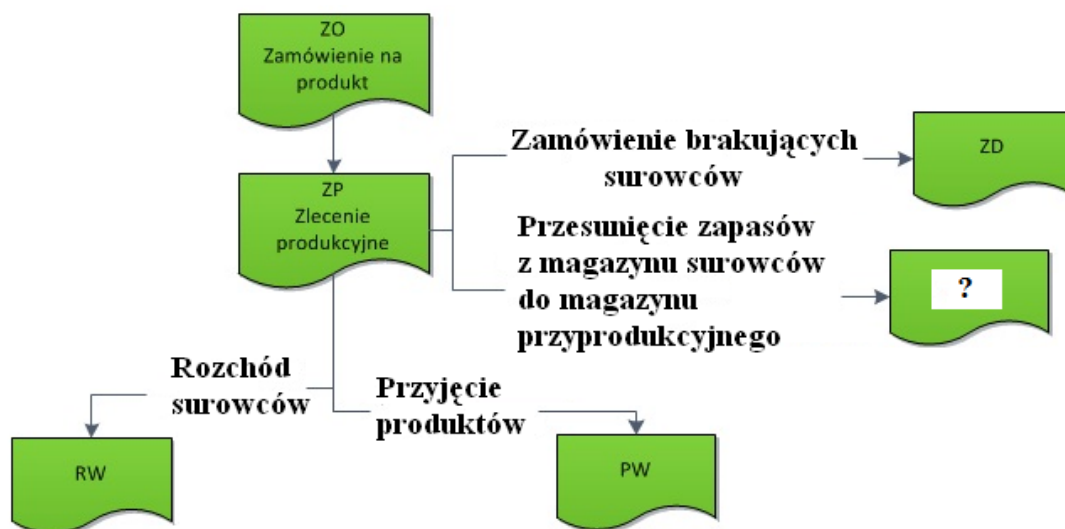 ZO
Zamówienie na
produkt
Zamówienie brakujących
surowców
ZD
ZP
Zlecenie
produkcyjne
Przesunięcie zapasów
z magazynu surowców
do magazynu
przyprodukcyjnego
?
Rozchód
surowców
Przyjęcie
produktów
RW
PW